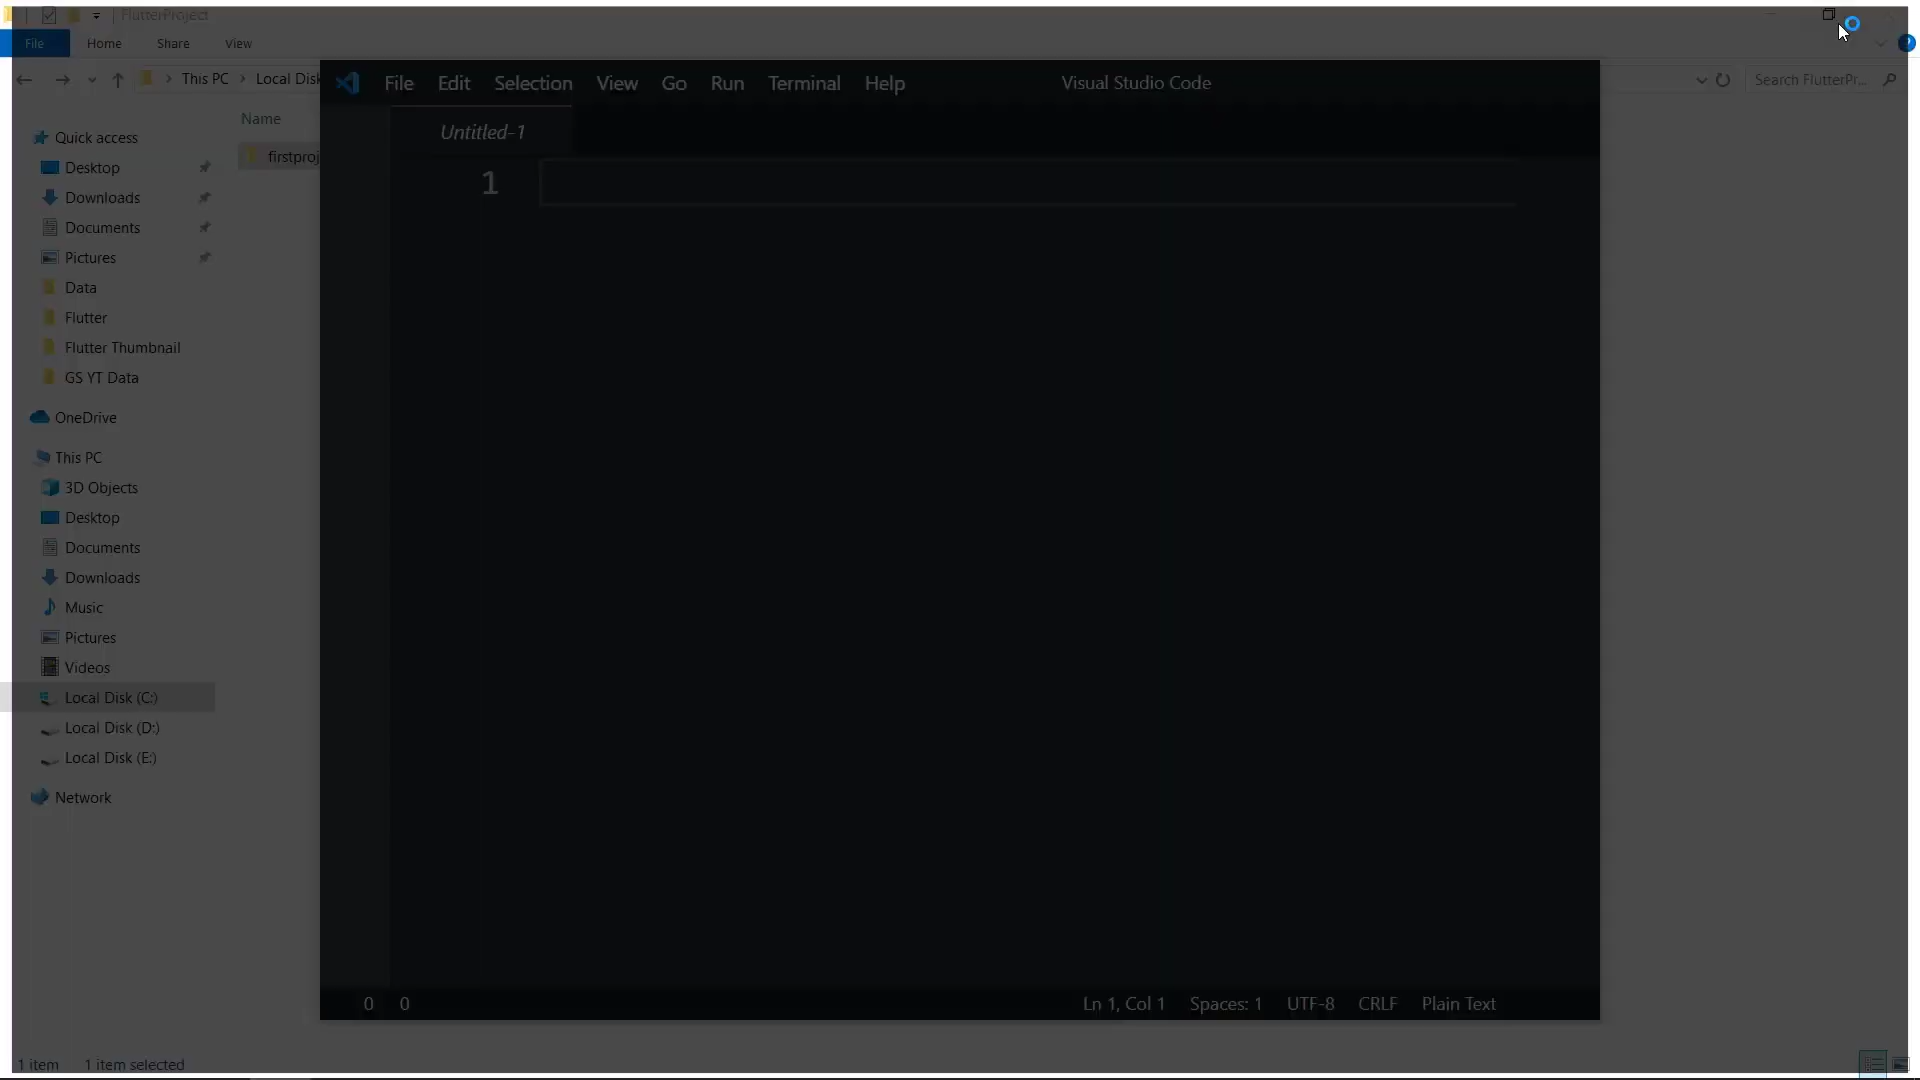 FlutterProject
File Home Share View
This PC > Local Disk
Search FlutterPr...
File Edit Selection View Go Run Terminal Help
Visual Studio Code
Untitled-1
1
Name
firstproj
Quick access
Desktop
Downloads
Documents
Pictures
Data
Flutter
Flutter Thumbnail
GS YT Data
OneDrive
This PC
3D Objects
Desktop
Documents
Downloads
Music
Pictures
Videos
Local Disk (C:)
Local Disk (D:)
Local Disk (E:)
Network
0 0
Ln 1, Col 1 Spaces: 1 UTF-8 CRLF Plain Text
1 item 1 item selected